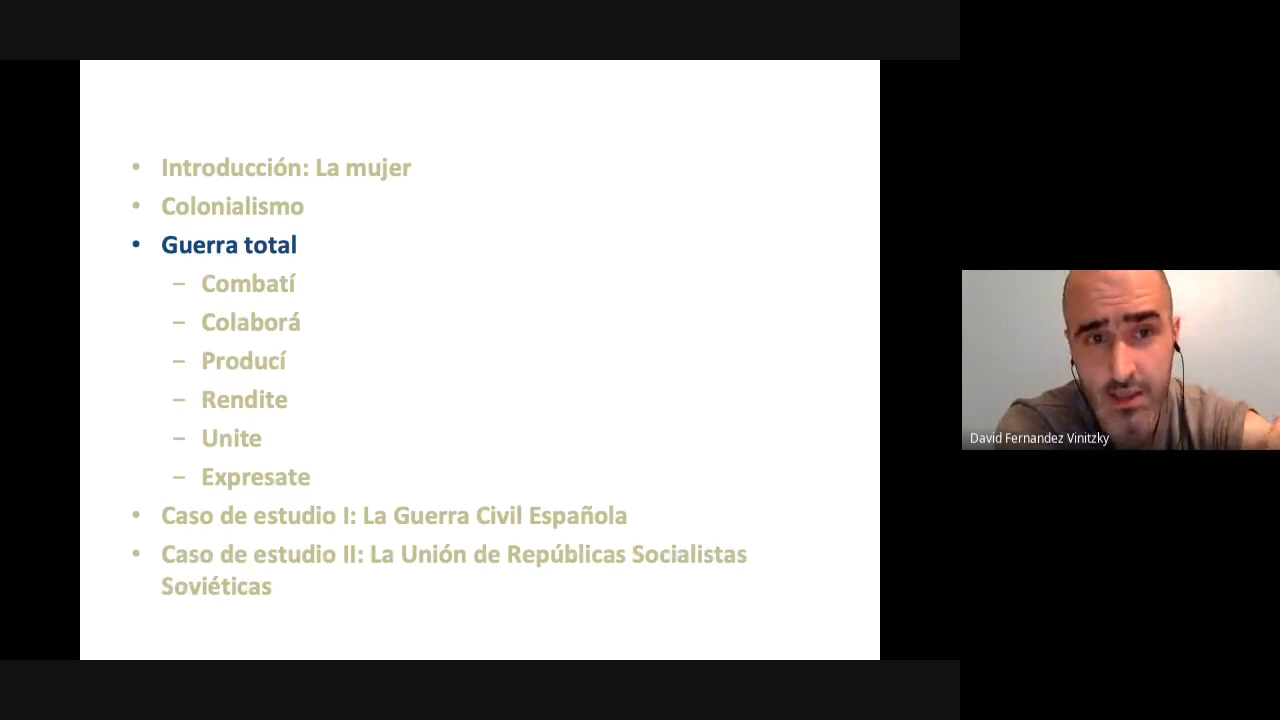 • Introducción: La mujer
• Colonialismo
• Guerra total
– Combatí
– Colaborá
– Producí
– Rendite
– Unite
– Expresate
• Caso de estudio I: La Guerra Civil Española
• Caso de estudio II: La Unión de Repúblicas Socialistas
Soviéticas
David Fernandez Vinitzky